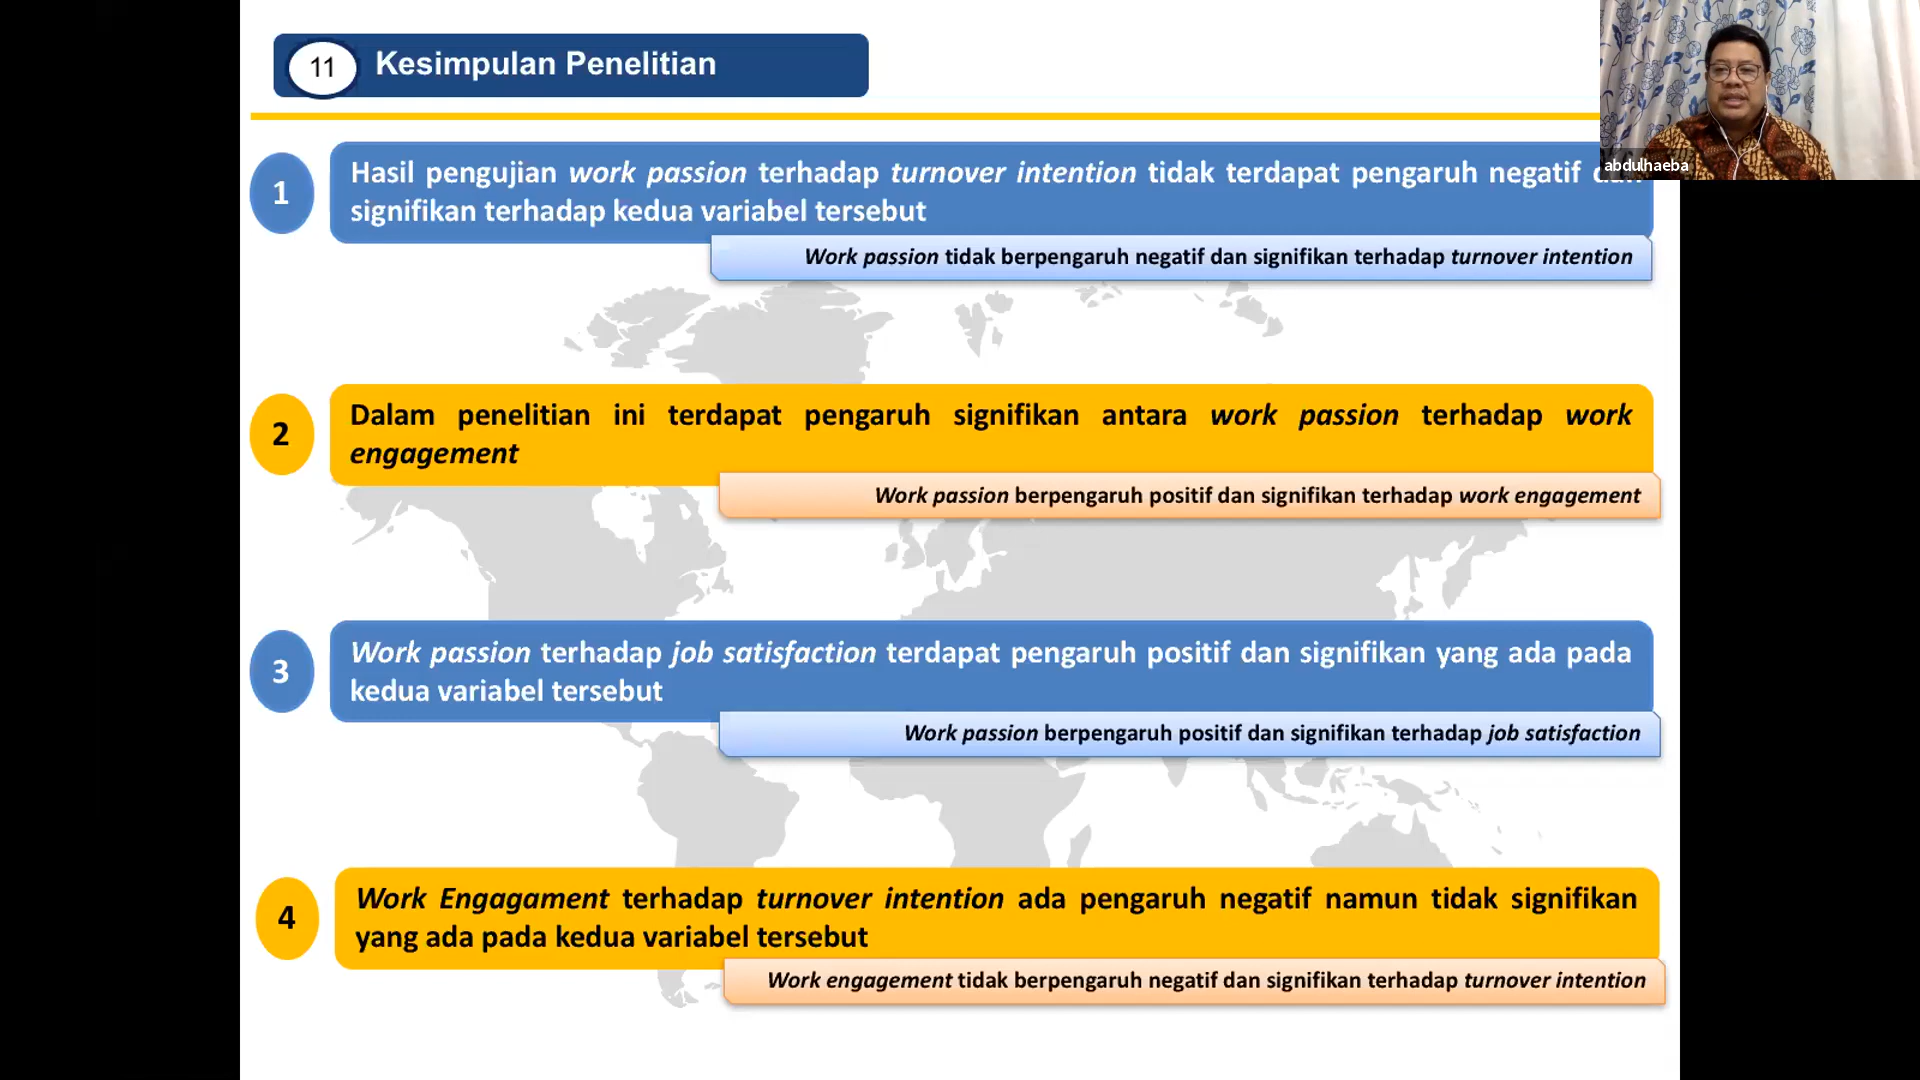 11 Kesimpulan Penelitian
abdulhaeba
1
Hasil pengujian work passion terhadap turnover intention tidak terdapat pengaruh negatif
signifikan terhadap kedua variabel tersebut
Work passion tidak berpengaruh negatif dan signifikan terhadap turnover intention
2
Dalam penelitian ini terdapat pengaruh signifikan antara work passion terhadap work
engagement
Work passion berpengaruh positif dan signifikan terhadap work engagement
3
Work passion terhadap job satisfaction terdapat pengaruh positif dan signifikan yang ada pada
kedua variabel tersebut
Work passion berpengaruh positif dan signifikan terhadap job satisfaction
4
Work Engagament terhadap turnover intention ada pengaruh negatif namun tidak signifikan
yang ada pada kedua variabel tersebut
Work engagement tidak berpengaruh negatif dan signifikan terhadap turnover intention